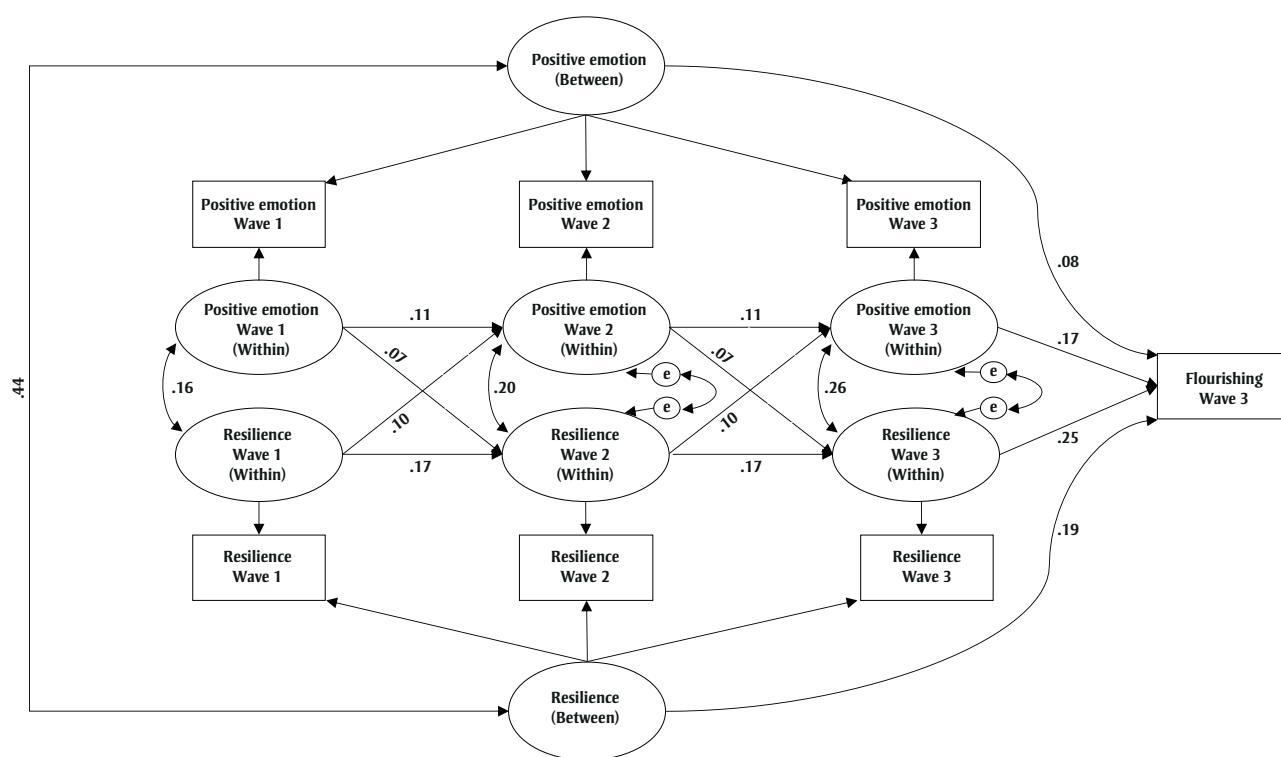 Positive emotion
(Between)
Positive emotion
Wave 1
Positive emotion
Wave 2
Positive emotion
Wave 3
.08
Positive emotion
Wave 1
(Within)
.11
Positive emotion
Wave 2
(Within)
.11
Positive emotion
Wave 3
(Within)
.17
.07
.07
e
e
.44
.16
.20
.26
Flourishing
Wave 3
e
e
.10
.10
Resilience
Wave 1
(Within)
.17
Resilience
Wave 2
(Within)
.17
Resilience
Wave 3
(Within)
.25
.19
Resilience
Wave 1
Resilience
Wave 2
Resilience
Wave 3
Resilience
(Between)